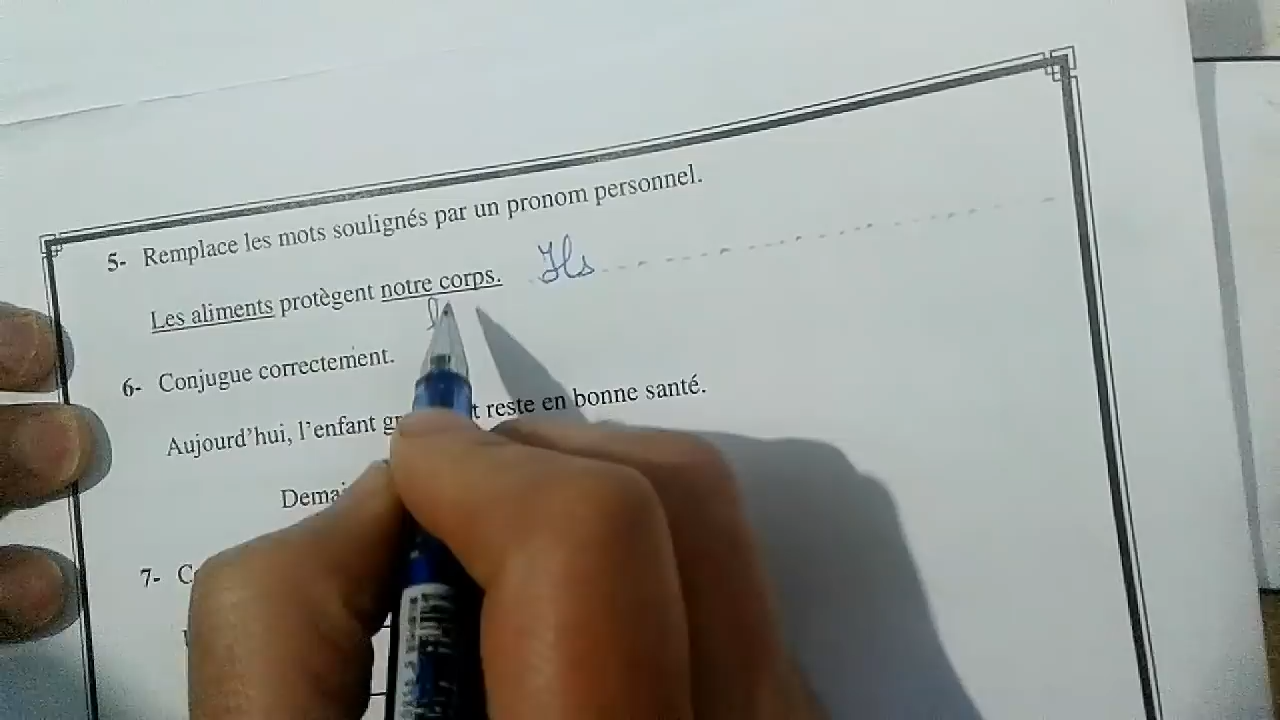 5- Remplace les mots soulignés par un pronom personnel.
Les aliments protègent notre corps. Ils
6- Conjugue correctement.
Aujourd'hui, l'enfant reste en bonne santé.
7-